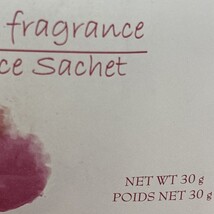 fragrance
ce Sachet
NET WT 30 g
POIDS NET 30 g